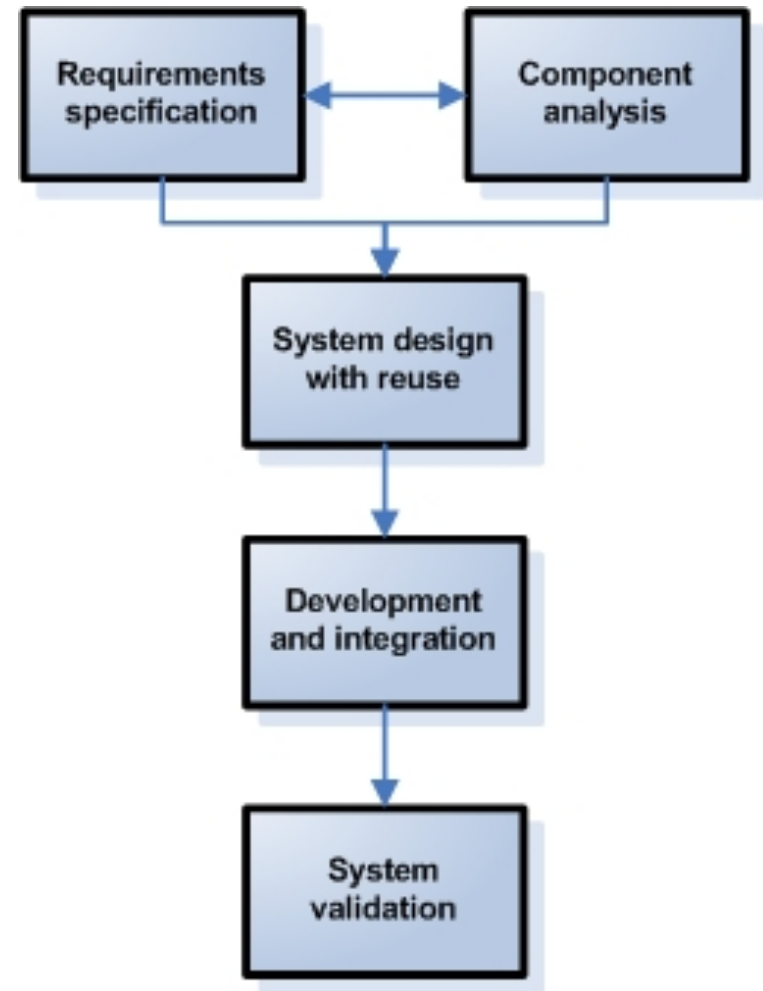 Requirements
specification
Component
analysis
System design
with reuse
Development
and integration
System
validation